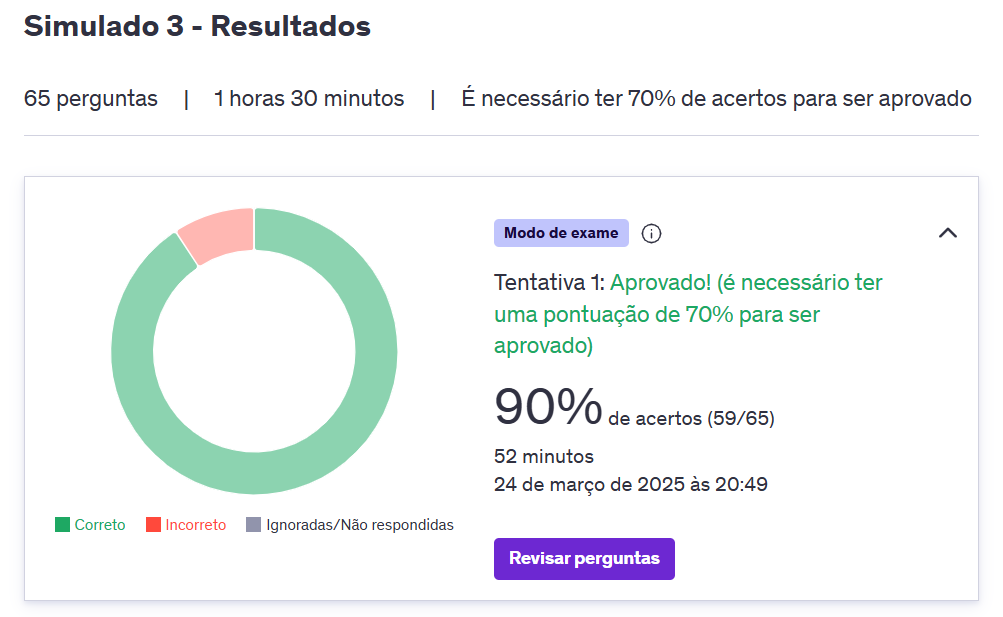 Simulado 3 - Resultados
65 perguntas | 1 horas 30 minutos | É necessário ter 70% de acertos para ser aprovado
Modo de exame
Tentativa 1: Aprovado! (é necessário ter
uma pontuação de 70% para ser
aprovado)
90% de acertos (59/65)
52 minutos
24 de março de 2025 às 20:49
Correto Incorreto Ignoradas/Não respondidas
Revisar perguntas